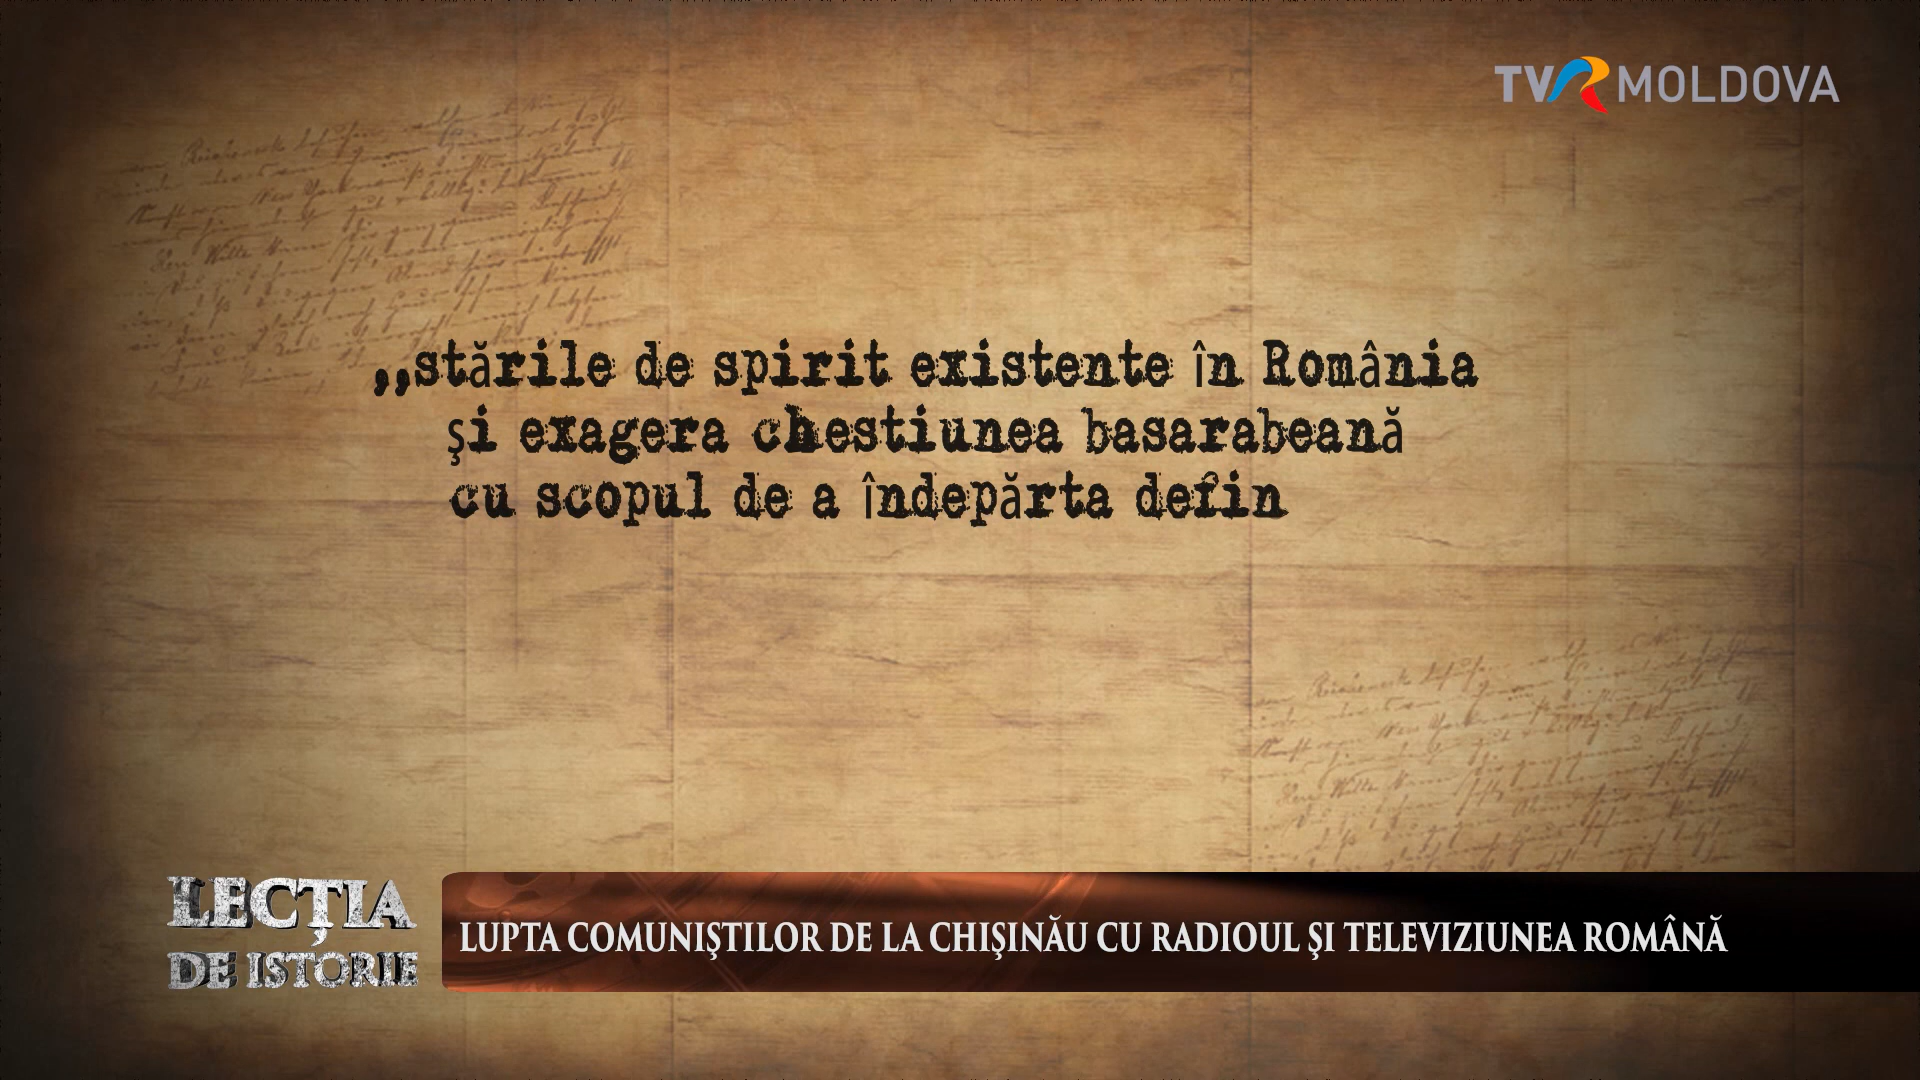 TVR MOLDOVA
„stările de spirit existente în România
şi exagera chestiunea basarabeană
cu scopul de a îndepărta defin
LECȚIA
DE ISTORIE
LUPTA COMUNIŞTILOR DE LA CHIŞINĂU CU RADIOUL ŞI TELEVIZIUNEA ROMÂNĂ